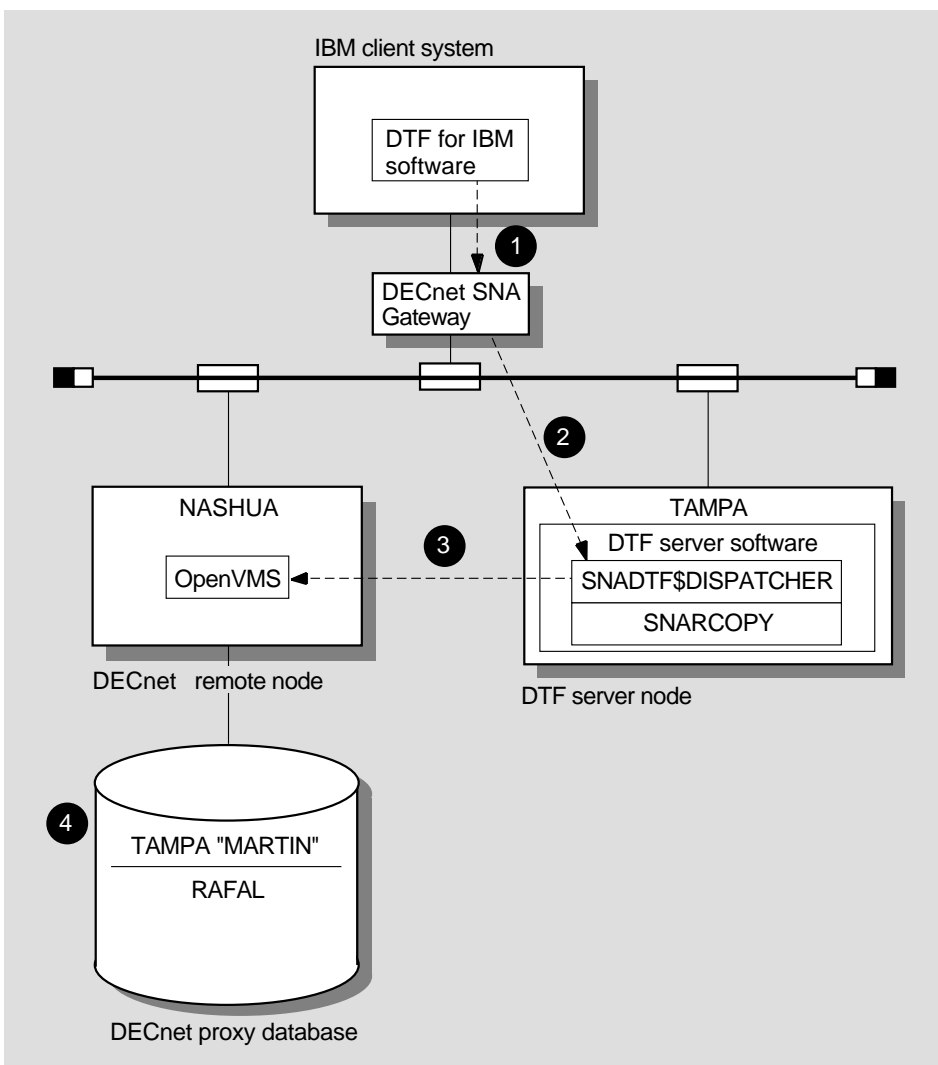 IBM client system
DTF for IBM
software
1
DECnet SNA
Gateway
2
NASHUA
TAMPA
DTF server software
3
OpenVMS
SNADTF$DISPATCHER
SNARCOPY
DECnet remote node
DTF server node
4
TAMPA "MARTIN"
RAFAL
DECnet proxy database